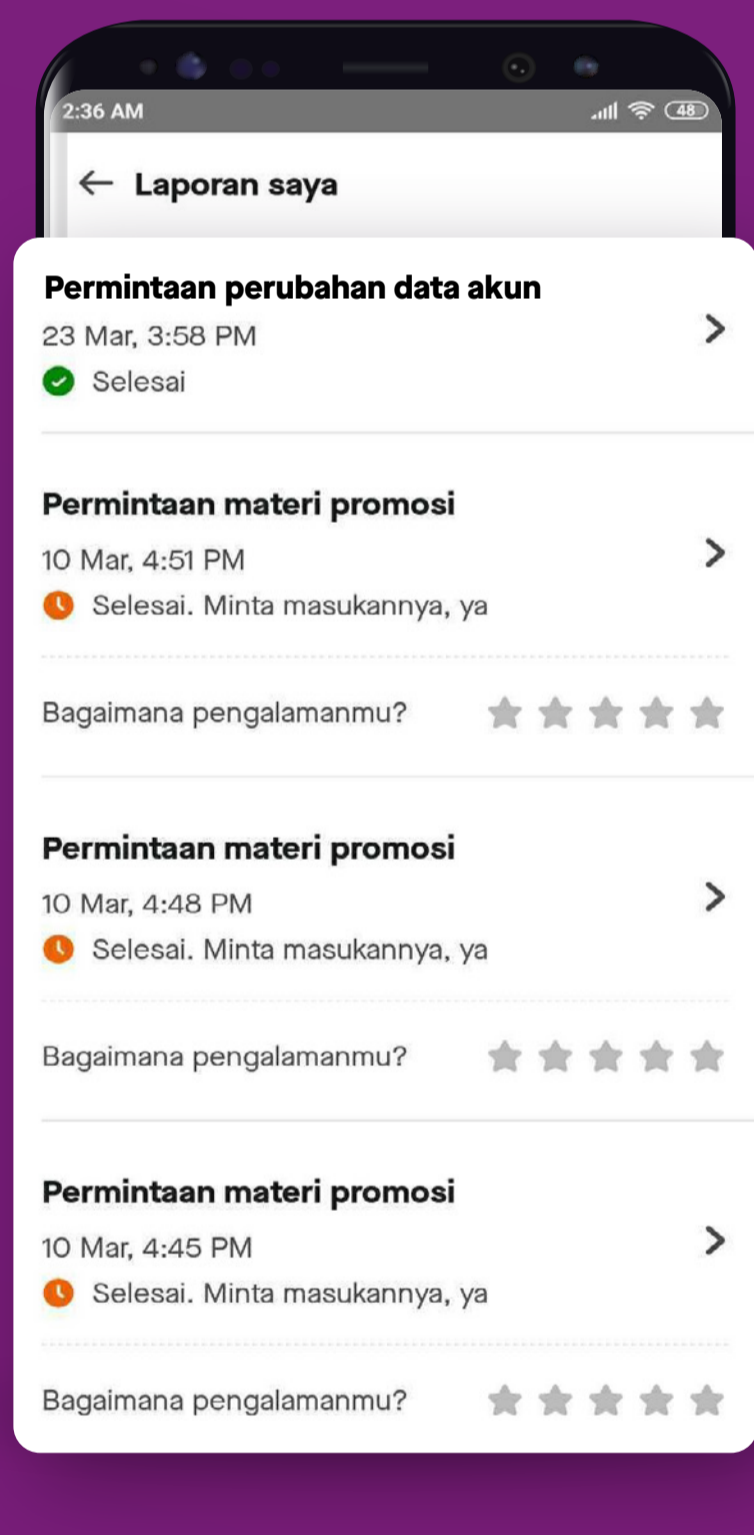 2:36 AM
48
Laporan saya
Permintaan perubahan data akun
23 Mar, 3:58 PM
Selesai
Permintaan materi promosi
10 Mar, 4:51 PM
Selesai. Minta masukannya, ya
Bagaimana pengalamanmu?
Permintaan materi promosi
10 Mar, 4:48 PM
Selesai. Minta masukannya, ya
Bagaimana pengalamanmu?
Permintaan materi promosi
10 Mar, 4:45 PM
Selesai. Minta masukannya, ya
Bagaimana pengalamanmu?